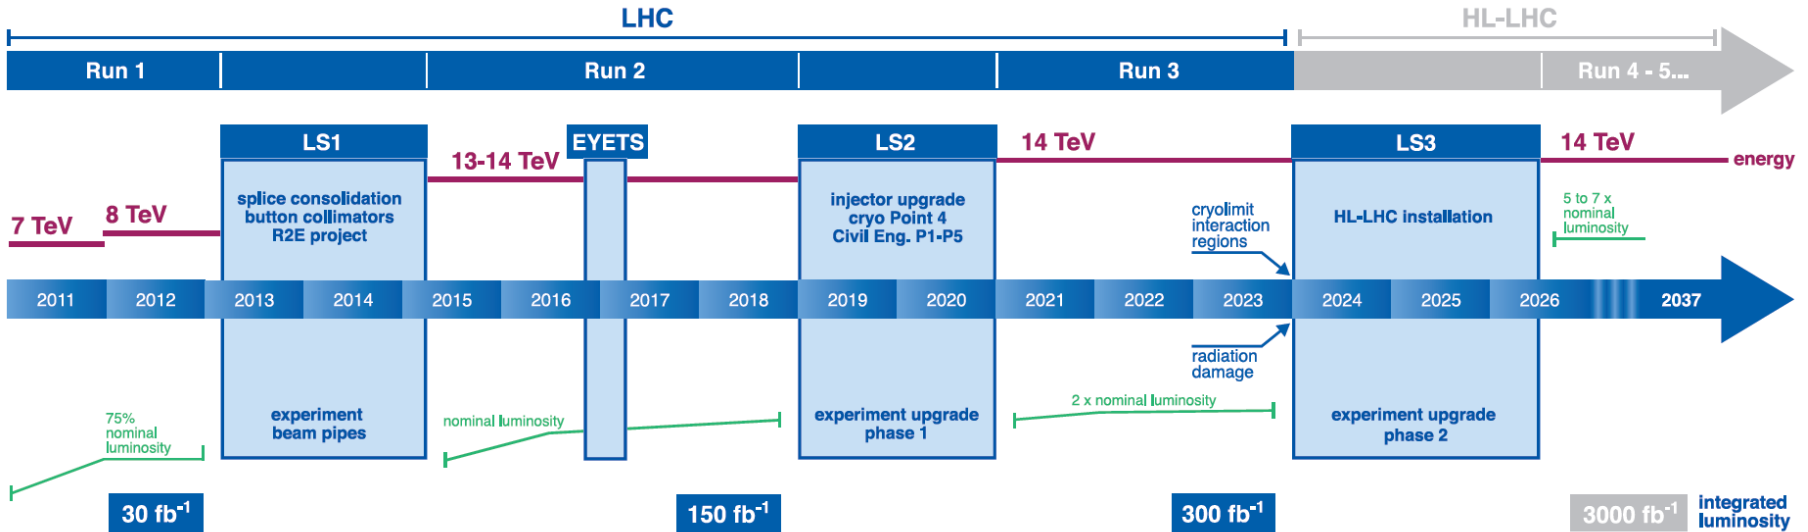 LHC
HL-LHC
Run 1
Run 2
Run 3
Run 4 - 5...
LS1
EYETS
LS2
LS3
14 TeV
14 TeV
energy
13-14 TeV
7 TeV
8 TeV
splice consolidation
button collimators
R2E project
injector upgrade
cryo Point 4
Civil Eng. P1-P5
cryolimit
interaction
regions
HL-LHC installation
5 to 7 x
nominal
luminosity
2011
2012
2013
2014
2015
2016
2017
2018
2019
2020
2021
2022
2023
2024
2025
2026
2037
radiation
damage
75%
nominal
luminosity
experiment
beam pipes
nominal luminosity
experiment upgrade
phase 1
2 x nominal luminosity
experiment upgrade
phase 2
30 fb⁻¹
150 fb⁻¹
300 fb⁻¹
3000 fb⁻¹
integrated
luminosity